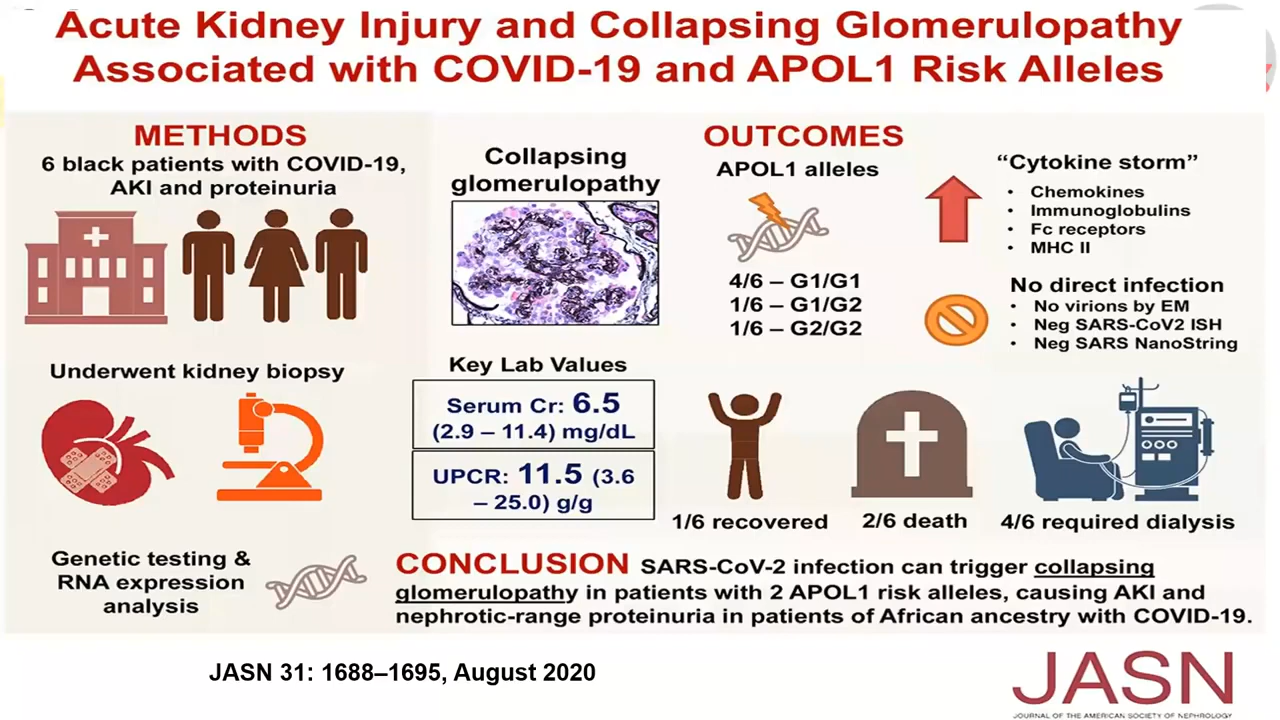 Acute Kidney Injury and Collapsing Glomerulopathy
Associated with COVID-19 and APOL1 Risk Alleles
METHODS
6 black patients with COVID-19,
AKI and proteinuria
Underwent kidney biopsy
Genetic testing &
RNA expression
analysis
Collapsing
glomerulopathy
Key Lab Values
Serum Cr: 6.5
(2.9 – 11.4) mg/dL
UPCR: 11.5 (3.6
– 25.0) g/g
OUTCOMES
APOL1 alleles
4/6 – G1/G1
1/6 – G1/G2
1/6 – G2/G2
“Cytokine storm”
• Chemokines
• Immunoglobulins
• Fc receptors
• MHC II
No direct infection
• No virions by EM
• Neg SARS-CoV2 ISH
• Neg SARS NanoString
1/6 recovered
2/6 death
4/6 required dialysis
CONCLUSION SARS-CoV-2 infection can trigger collapsing
glomerulopathy in patients with 2 APOL1 risk alleles, causing AKI and
nephrotic-range proteinuria in patients of African ancestry with COVID-19.
JASN 31: 1688–1695, August 2020
JASN
JOURNAL OF THE AMERICAN SOCIETY OF NEPHROLOGY